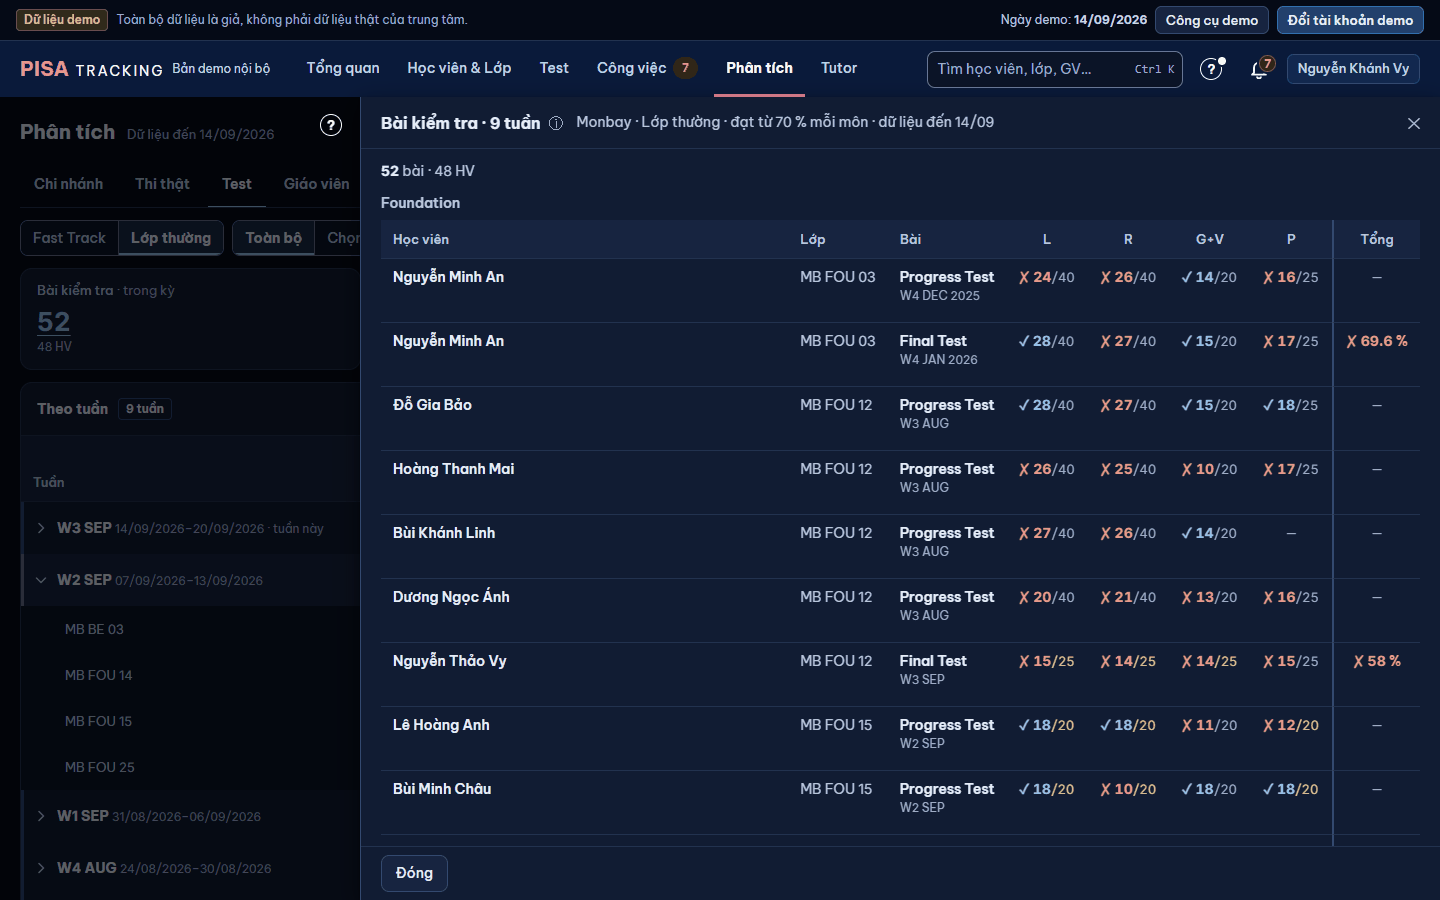 Dữ liệu demo Toàn bộ dữ liệu là giả, không phải dữ liệu thật của trung tâm. Ngày demo: 14/09/2026 Công cụ demo Đổi tài khoản demo
PISA TRACKING Bản demo nội bộ Tổng quan Học viên & Lớp Test Công việc 7 Phân tích Tutor Tìm học viên, lớp, GV... Ctrl K ? 7 Nguyễn Khánh Vy
Phân tích Dữ liệu đến 14/09/2026 ?
Chi nhánh Thi thật Test Giáo viên
Fast Track Lớp thường Toàn bộ Chọn
Bài kiểm tra · trong kỳ
52
48 HV
Theo tuần 9 tuần
Tuần
W3 SEP 14/09/2026–20/09/2026 · tuần này
W2 SEP 07/09/2026–13/09/2026
MB BE 03
MB FOU 14
MB FOU 15
MB FOU 25
W1 SEP 31/08/2026–06/09/2026
W4 AUG 24/08/2026–30/08/2026
Bài kiểm tra · 9 tuần Monbay · Lớp thường · đạt từ 70 % mỗi môn · dữ liệu đến 14/09
52 bài · 48 HV
Foundation
Học viên Lớp Bài L R G+V P Tổng
Nguyễn Minh An MB FOU 03 Progress Test ✗ 24/40 ✗ 26/40 ✓ 14/20 ✗ 16/25 –
W4 DEC 2025
Nguyễn Minh An MB FOU 03 Final Test ✓ 28/40 ✗ 27/40 ✓ 15/20 ✗ 17/25 ✗ 69.6 %
W4 JAN 2026
Đỗ Gia Bảo MB FOU 12 Progress Test ✓ 28/40 ✗ 27/40 ✓ 15/20 ✓ 18/25 –
W3 AUG
Hoàng Thanh Mai MB FOU 12 Progress Test ✗ 26/40 ✗ 25/40 ✗ 10/20 ✗ 17/25 –
W3 AUG
Bùi Khánh Linh MB FOU 12 Progress Test ✗ 27/40 ✗ 26/40 ✓ 14/20 – –
W3 AUG
Dương Ngọc Ánh MB FOU 12 Progress Test ✗ 20/40 ✗ 21/40 ✗ 13/20 ✗ 16/25 –
W3 AUG
Nguyễn Thảo Vy MB FOU 12 Final Test ✗ 15/25 ✗ 14/25 ✗ 14/25 ✗ 15/25 ✗ 58 %
W3 SEP
Lê Hoàng Anh MB FOU 15 Progress Test ✓ 18/20 ✓ 18/20 ✗ 11/20 ✗ 12/20 –
W2 SEP
Bùi Minh Châu MB FOU 15 Progress Test ✓ 18/20 ✗ 10/20 ✓ 18/20 ✓ 18/20 –
W2 SEP
Đóng